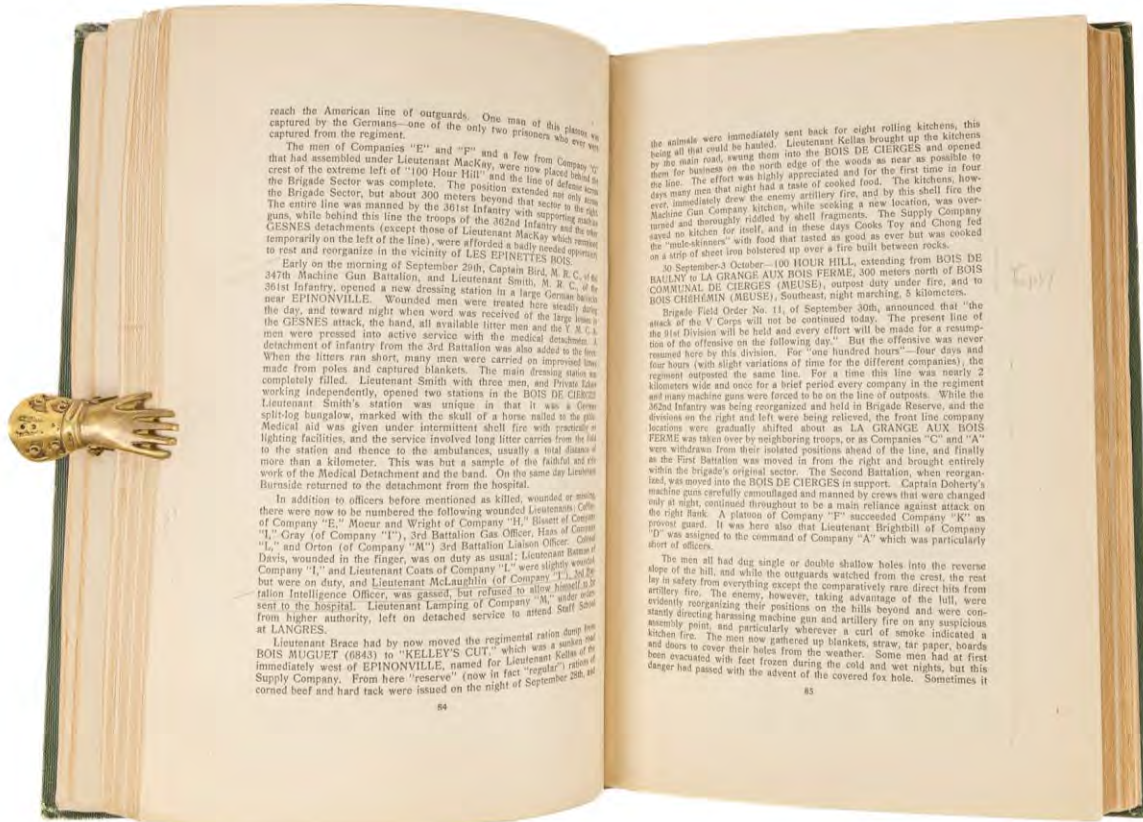 reach the American line of outguards. One man of this platoon was
captured by the Germans—one of the only two prisoners who ever were
captured from the regiment.
The men of Companies "E" and "F" and a few from Company "G"
that had assembled under Lieutenant MacKay, were now placed behind the
crest of the extreme left of "100 Hour Hill" and the line of defense across
the Brigade Sector was complete. The position extended not only across
the Brigade Sector, but about 300 meters beyond that sector to the right.
The entire line was manned by the 361st Infantry with supporting machine
guns, while behind this line the troops of the 362nd Infantry and the other
GESNES detachments (except those of Lieutenant MacKay which remained
temporarily on the left of the line), were afforded a badly needed opportunity
to rest and reorganize in the vicinity of LES EPINETTES BOIS.
Early on the morning of September 29th, Captain Bird, M. R. C., of the
347th Machine Gun Battalion, and Lieutenant Smith, M. R. C., of the
361st Infantry, opened a new dressing station in a large German
near EPINONVILLE. Wounded men were treated here steadily during
the day, and toward night when word was received of the large losses in
the GESNES attack, the band, all available litter men and the Y. M. C. A.
men were pressed into active service with the medical detachment. A
detachment of infantry from the 3rd Battalion was also added to the force.
When the litters ran short, many men were carried on improvised litters
made from poles and captured blankets. The main dressing station was
completely filled. Lieutenant Smith with three men, and Private
working independently, opened two stations in the BOIS DE CIERGES
Lieutenant Smith's station was unique in that it was a German
split-log bungalow, marked with the skull of a horse nailed to the
Medical aid was given under intermittent shell fire with practically no
lighting facilities, and the service involved long litter carries from the field
to the station and thence to the ambulances, usually a total distance of
more than a kilometer. This was but a sample of the faithful and
work of the Medical Detachment and the band. On the same day Lieutenant
Burnside returned to the detachment from the hospital.
In addition to officers before mentioned as killed, wounded or missing,
there were now to be numbered the following wounded Lieutenants:
of Company "E," Moeur and Wright of Company "H," Bissett of Company
"I," Gray (of Company "I"), 3rd Battalion Gas Officer, Haas of Company
"L," and Orton (of Company "M") 3rd Battalion Liaison Officer. Colonel
Davis, wounded in the finger, was on duty as usual; Lieutenant of
Company "I," and Lieutenant Coats of Company "L" were slightly wounded,
but were on duty, and Lieutenant McLaughlin (of Company "I"), 3rd Bat-
talion Intelligence Officer, was gassed, but refused to allow himself to be
sent to the hospital. Lieutenant Lamping of Company "M," under orders
from higher authority, left on detached service to attend Staff School
at LANGRES.
Lieutenant Brace had by now moved the regimental ration dump from
BOIS MUGUET (6843) to "KELLEY'S CUT," which was a sunken road
immediately west of EPINONVILLE, named for Lieutenant Kellas of the
Supply Company. From here "reserve" (now in fact "regular") rations of
corned beef and hard tack were issued on the night of September 28th, and
84
the animals were immediately sent back for eight rolling kitchens, this
being all that could be hauled. Lieutenant Kellas brought up the kitchens
by the main road, swung them into the BOIS DE CIERGES and opened
them for business on the north edge of the woods as near as possible to
the line. The effort was highly appreciated and for the first time in four
days many men that night had a taste of cooked food. The kitchens, how-
ever, immediately drew the enemy artillery fire, and by this shell fire the
Machine Gun Company kitchen, while seeking a new location, was over-
turned and thoroughly riddled by shell fragments. The Supply Company
saved no kitchen for itself, and in these days Cooks Toy and Chong fed
the "mule-skinners" with food that tasted as good as ever but was cooked
on a strip of sheet iron bolstered up over a fire built between rocks.
30 September-3 October—100 HOUR HILL, extending from BOIS DE
BAULNY to LA GRANGE AUX BOIS FERME, 300 meters north of BOIS
COMMUNAL DE CIERGES (MEUSE), outpost duty under fire, and to
BOIS CHEHEMIN (MEUSE), Southeast, night marching, 5 kilometers.
Brigade Field Order No. 11, of September 30th, announced that "the
attack of the V Corps will not be continued today. The present line of
the 91st Division will be held and every effort will be made for a resump-
tion of the offensive on the following day." But the offensive was never
resumed here by this division. For "one hundred hours"—four days and
four hours (with slight variations of time for the different companies), the
regiment outposted the same line. For a time this line was nearly 2
kilometers wide and once for a brief period every company in the regiment
and many machine guns were forced to be on the line of outposts. While the
362nd Infantry was being reorganized and held in Brigade Reserve, and the
divisions on the right and left were being relieved, the front line company
locations were gradually shifted about as LA GRANGE AUX BOIS
FERME was taken over by neighboring troops, or as Companies "C" and "A"
were withdrawn from their isolated positions ahead of the line, and finally
as the First Battalion was moved in from the right and brought entirely
within the brigade's original sector. The Second Battalion, when reorgan-
ized, was moved into the BOIS DE CIERGES in support. Captain Doherty's
machine guns carefully camouflaged and manned by crews that were changed
only at night, continued throughout to be a main reliance against attack on
the right flank. A platoon of Company "F" succeeded Company "K" as
provost guard. It was here also that Lieutenant Brightbill of Company
"D" was assigned to the command of Company "A" which was particularly
short of officers.
The men all had dug single or double shallow holes into the reverse
slope of the hill, and while the outguards watched from the crest, the rest
lay in safety from everything except the comparatively rare direct hits from
artillery fire. The enemy, however, taking advantage of the lull, were
evidently reorganizing their positions on the hills beyond and were con-
stantly directing harassing machine gun and artillery fire on any suspicious
assembly point, and particularly wherever a curl of smoke indicated a
kitchen fire. The men now gathered up blankets, straw, tar paper, boards
and doors to cover their holes from the weather. Some men had at first
been evacuated with feet frozen during the cold and wet nights, but this
danger had passed with the advent of the covered fox hole. Sometimes it
85